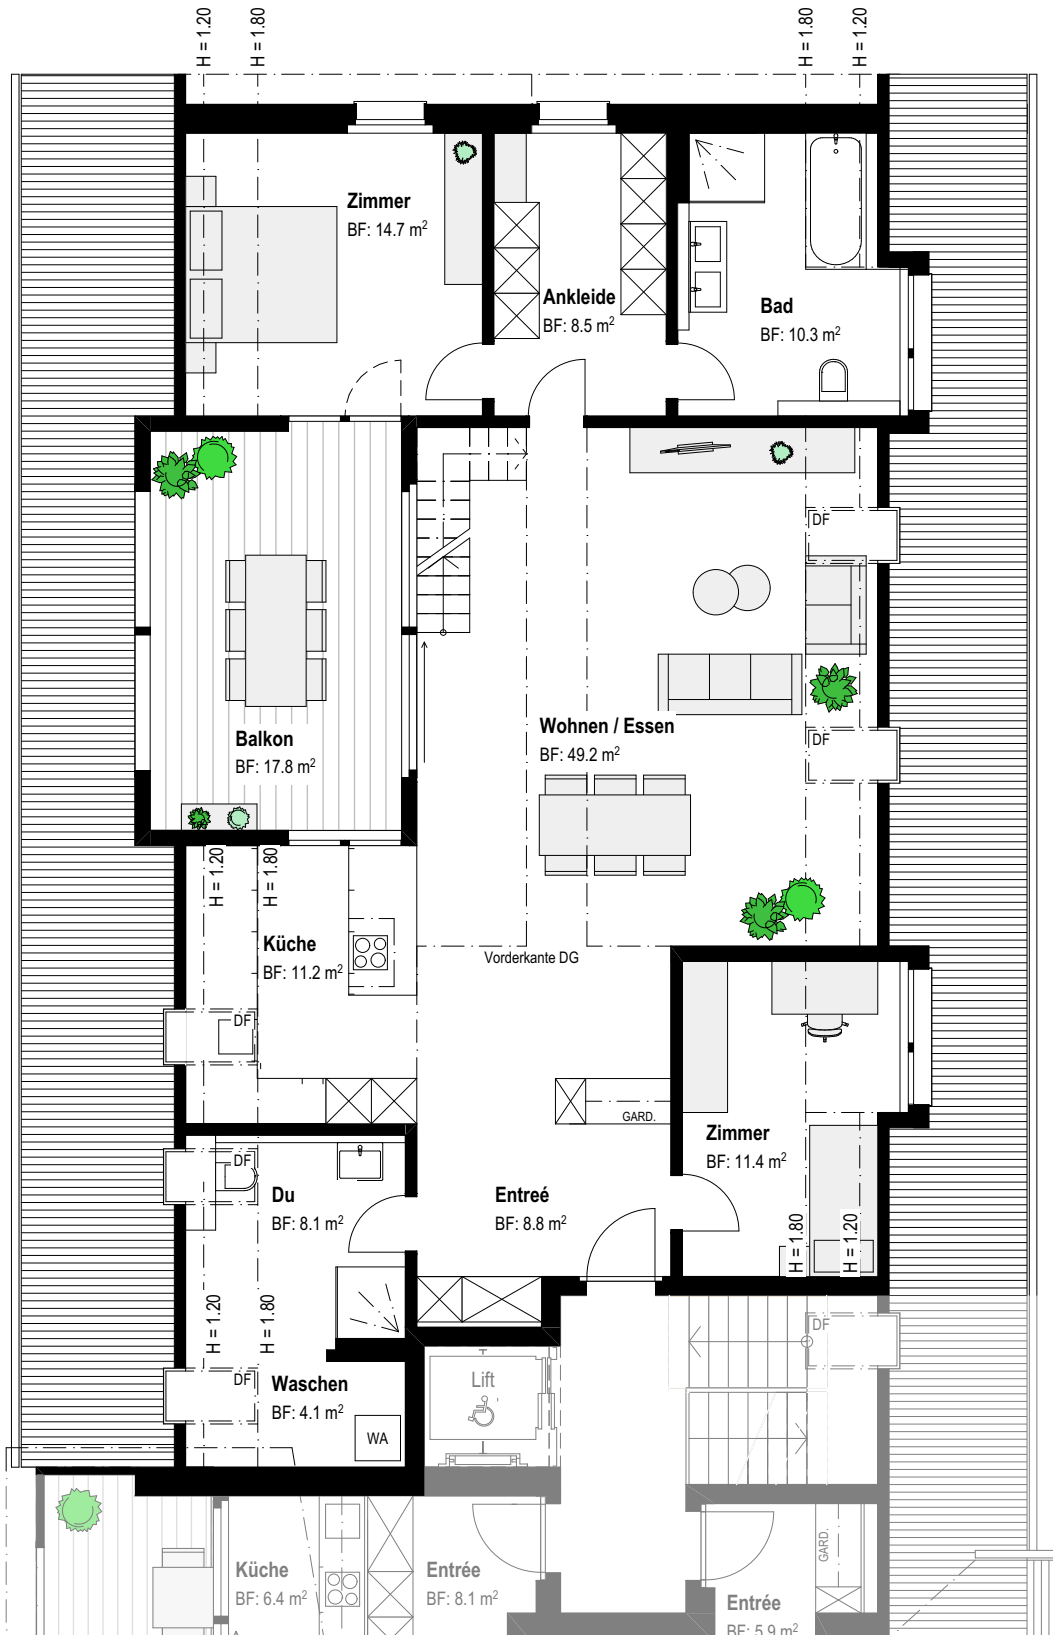 H = 1.20
H = 1.80
H = 1.80
H = 1.20
Zimmer
BF: 14.7 m²
Ankleide
BF: 8.5 m²
Bad
BF: 10.3 m²
DF
Balkon
BF: 17.8 m²
Wohnen / Essen
BF: 49.2 m²
DF
H = 1.20
H = 1.80
Küche
BF: 11.2 m²
Vorderkante DG
DF
GARD.
Zimmer
BF: 11.4 m²
DF
Du
BF: 8.1 m²
Entreé
BF: 8.8 m²
H = 1.80
H = 1.20
H = 1.20
H = 1.80
DF
DF
Waschen
BF: 4.1 m²
WA
Lift
Küche
BF: 6.4 m²
Entrée
BF: 8.1 m²
GARD.
Entrée
BF: 5.9 m²